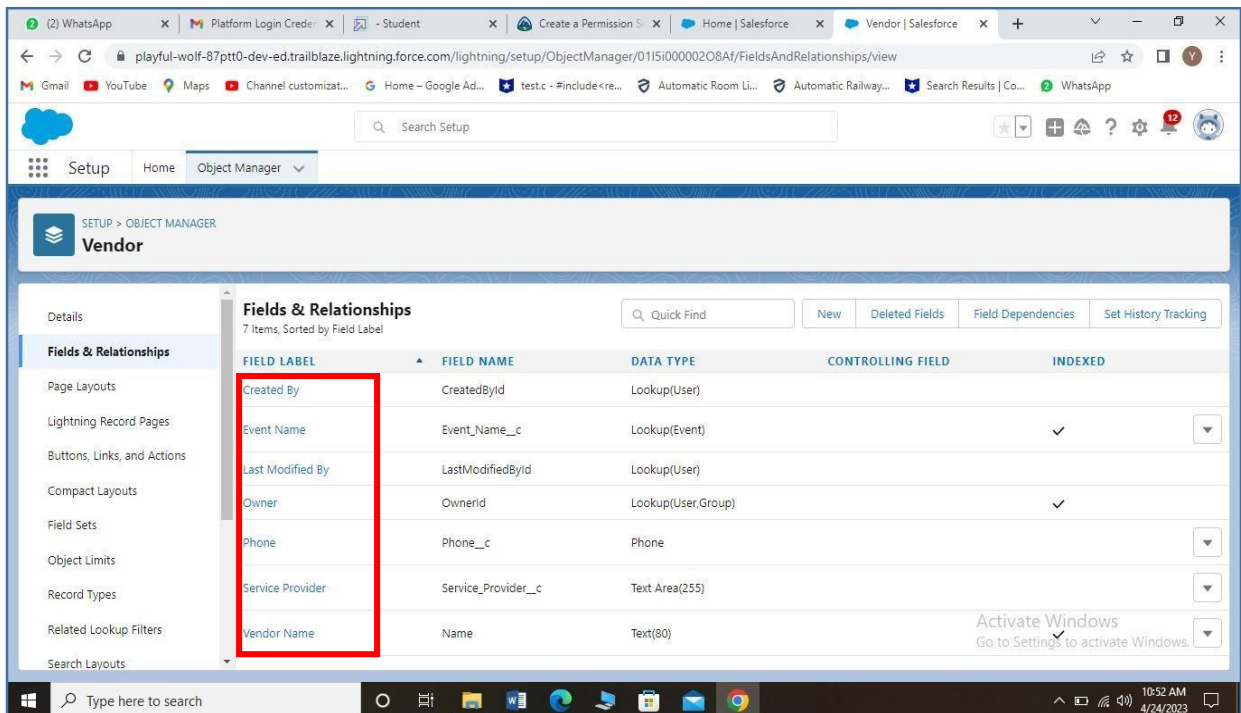 (2) WhatsApp
Platform Login Creden
- Student
Create a Permission S
Home | Salesforce
Vendor | Salesforce
playful-wolf-87ptt0-dev-ed.trailblaze.lightning.force.com/lightning/setup/ObjectManager/01I5i000002O8Af/FieldsAndRelationships/view
Y
Gmail
YouTube
Maps
Channel customizat...
Home – Google Ad...
test.c - #include<re...
Automatic Room Li...
Automatic Railway...
Search Results | Co...
WhatsApp
Search Setup
12
Setup
Home
Object Manager
SETUP > OBJECT MANAGER
Vendor
Details
Fields & Relationships
Page Layouts
Lightning Record Pages
Buttons, Links, and Actions
Compact Layouts
Field Sets
Object Limits
Record Types
Related Lookup Filters
Search Layouts
Fields & Relationships
7 Items, Sorted by Field Label
Quick Find
New
Deleted Fields
Field Dependencies
Set History Tracking
FIELD LABEL FIELD NAME DATA TYPE CONTROLLING FIELD INDEXED
Created By CreatedById Lookup(User)
Event Name Event_Name__c Lookup(Event)
Last Modified By LastModifiedById Lookup(User)
Owner OwnerId Lookup(User,Group)
Phone Phone__c Phone
Service Provider Service_Provider__c Text Area(255)
Vendor Name Name Text(80)
Activate Windows
Go to Settings to activate Windows.
Type here to search
10:52 AM
4/24/2023